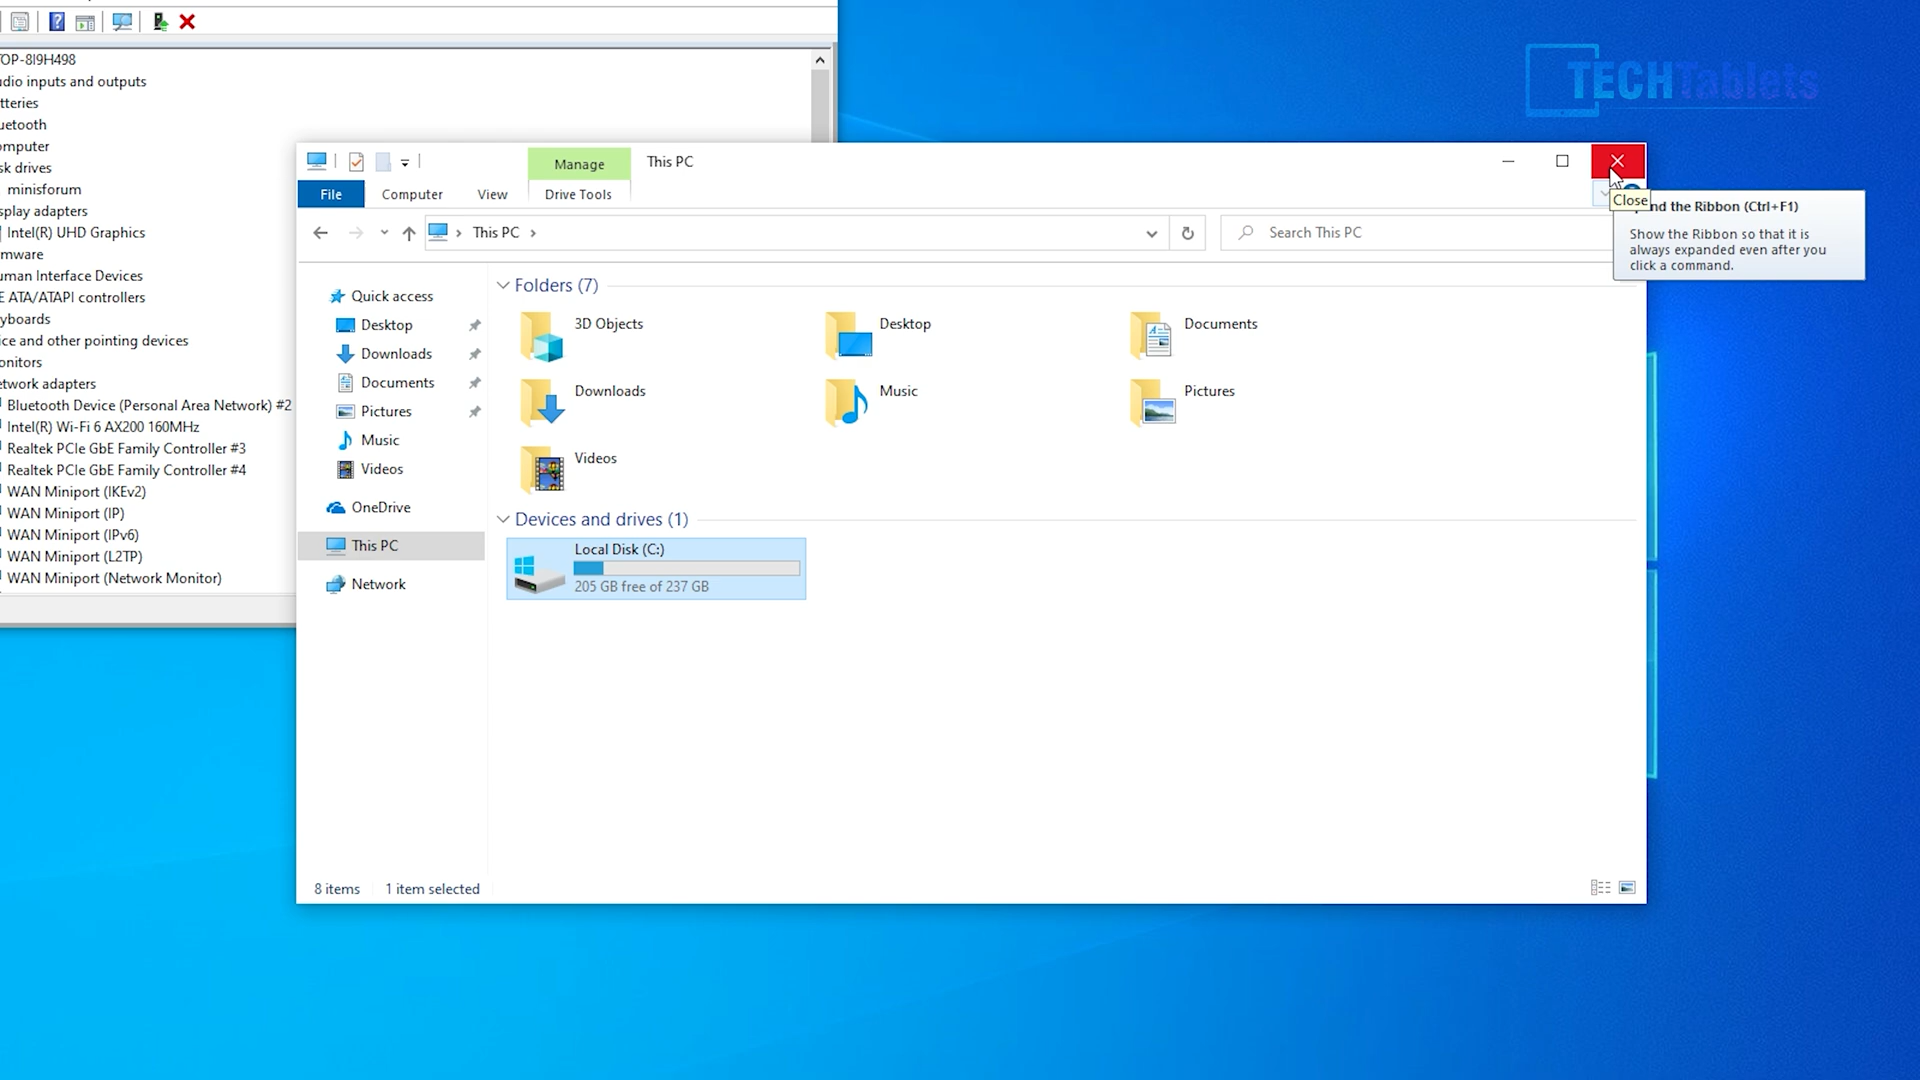 TOP-8I9H498
udio inputs and outputs
tteries
uetooth
omputer
sk drives
minisforum
splay adapters
Intel(R) UHD Graphics
mware
uman Interface Devices
E ATA/ATAPI controllers
yboards
ice and other pointing devices
onitors
etwork adapters
Bluetooth Device (Personal Area Network) #2
Intel(R) Wi-Fi 6 AX200 160MHz
Realtek PCIe GbE Family Controller #3
Realtek PCIe GbE Family Controller #4
WAN Miniport (IKEv2)
WAN Miniport (IP)
WAN Miniport (IPv6)
WAN Miniport (L2TP)
WAN Miniport (Network Monitor)
TECHTablets
Manage
This PC
File
Computer
View
Drive Tools
This PC
Search This PC
Close
nd the Ribbon (Ctrl+F1)
Show the Ribbon so that it is
always expanded even after you
click a command.
Quick access
Desktop
Downloads
Documents
Pictures
Music
Videos
OneDrive
This PC
Network
Folders (7)
3D Objects
Desktop
Documents
Downloads
Music
Pictures
Videos
Devices and drives (1)
Local Disk (C:)
205 GB free of 237 GB
8 items
1 item selected